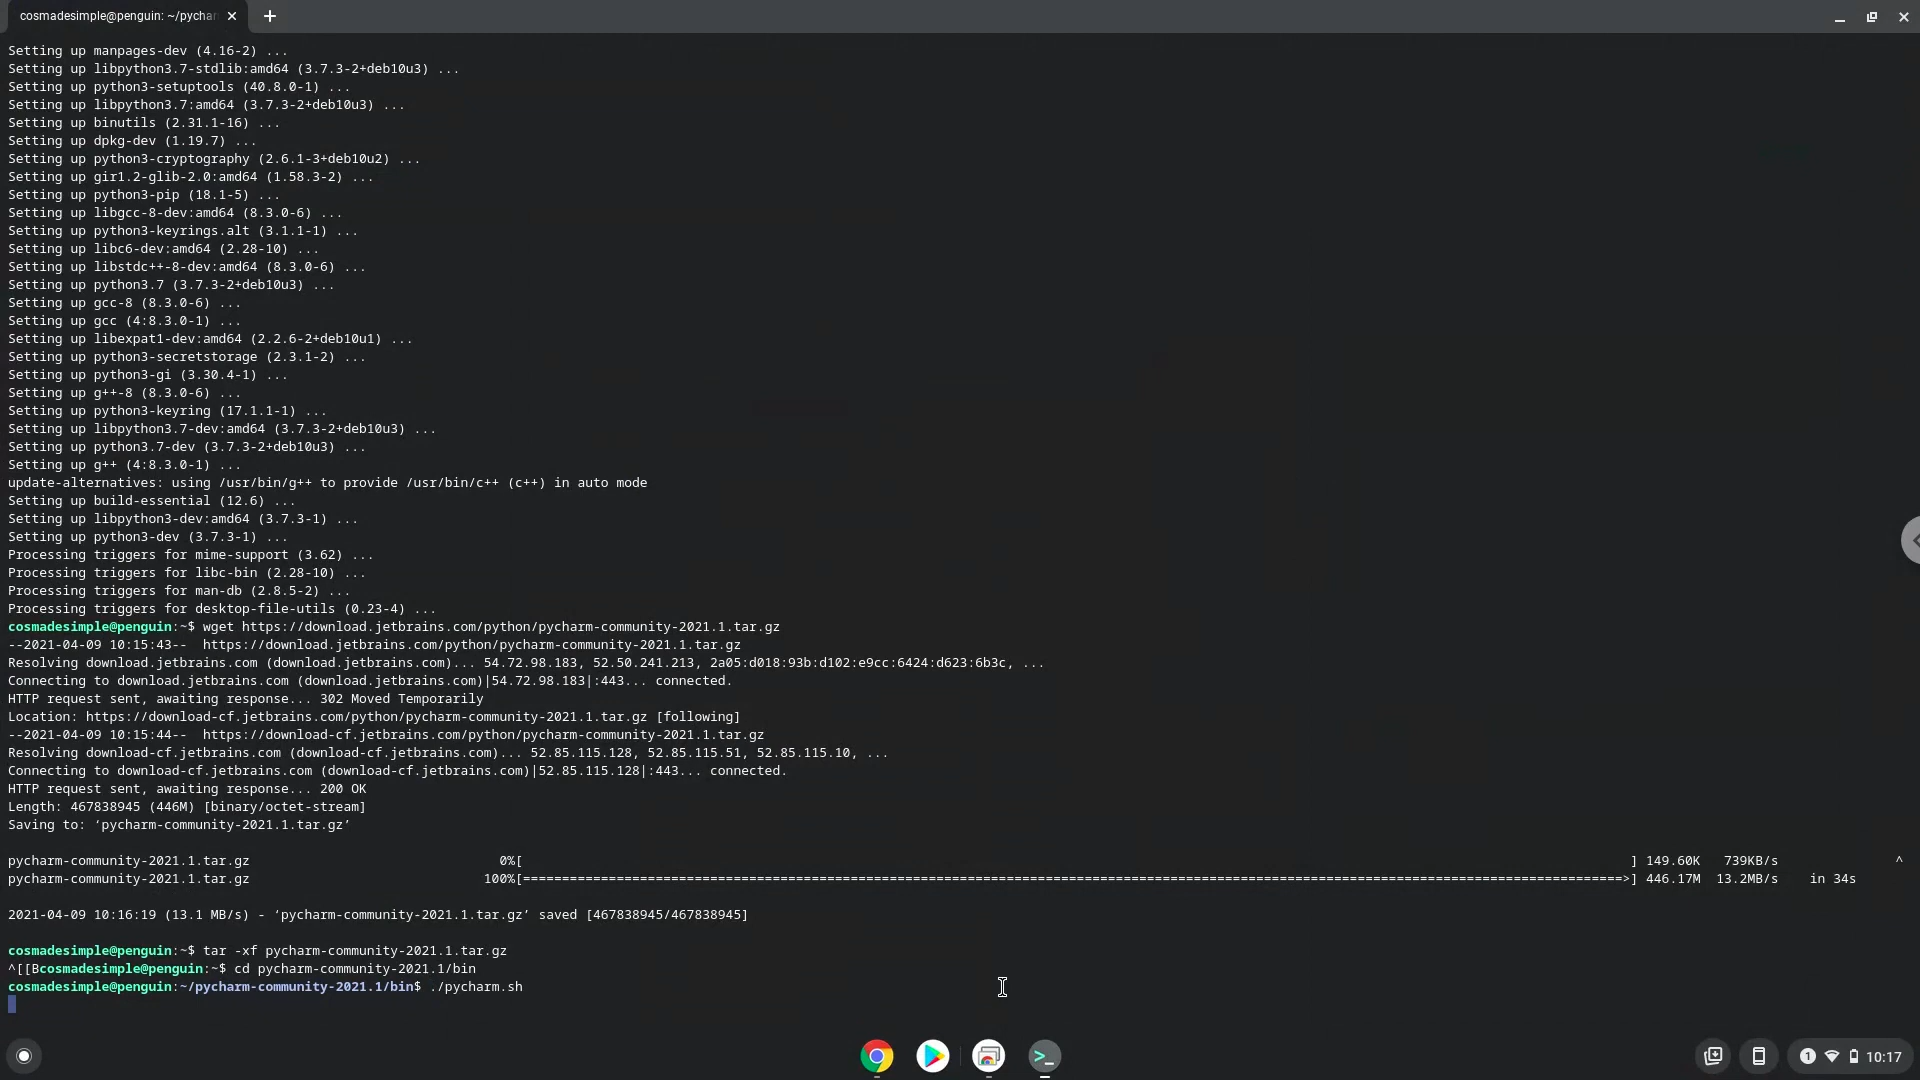 cosmadesimple@penguin: ~/pychar
Setting up manpages-dev (4.16-2) ...
Setting up libpython3.7-stdlib:amd64 (3.7.3-2+deb10u3) ...
Setting up python3-setuptools (40.8.0-1) ...
Setting up libpython3.7:amd64 (3.7.3-2+deb10u3) ...
Setting up binutils (2.31.1-16) ...
Setting up dpkg-dev (1.19.7) ...
Setting up python3-cryptography (2.6.1-3+deb10u2) ...
Setting up gir1.2-glib-2.0:amd64 (1.58.3-2) ...
Setting up python3-pip (18.1-5) ...
Setting up libgcc-8-dev:amd64 (8.3.0-6) ...
Setting up python3-keyrings.alt (3.1.1-1) ...
Setting up libc6-dev:amd64 (2.28-10) ...
Setting up libstdc++-8-dev:amd64 (8.3.0-6) ...
Setting up python3.7 (3.7.3-2+deb10u3) ...
Setting up gcc-8 (8.3.0-6) ...
Setting up gcc (4:8.3.0-1) ...
Setting up libexpat1-dev:amd64 (2.2.6-2+deb10u1) ...
Setting up python3-secretstorage (2.3.1-2) ...
Setting up python3-gi (3.30.4-1) ...
Setting up g++-8 (8.3.0-6) ...
Setting up python3-keyring (17.1.1-1) ...
Setting up libpython3.7-dev:amd64 (3.7.3-2+deb10u3) ...
Setting up python3.7-dev (3.7.3-2+deb10u3) ...
Setting up g++ (4:8.3.0-1) ...
update-alternatives: using /usr/bin/g++ to provide /usr/bin/c++ (c++) in auto mode
Setting up build-essential (12.6) ...
Setting up libpython3-dev:amd64 (3.7.3-1) ...
Setting up python3-dev (3.7.3-1) ...
Processing triggers for mime-support (3.62) ...
Processing triggers for libc-bin (2.28-10) ...
Processing triggers for man-db (2.8.5-2) ...
Processing triggers for desktop-file-utils (0.23-4) ...
cosmadesimple@penguin:~$ wget https://download.jetbrains.com/python/pycharm-community-2021.1.tar.gz
--2021-04-09 10:15:43--  https://download.jetbrains.com/python/pycharm-community-2021.1.tar.gz
Resolving download.jetbrains.com (download.jetbrains.com)... 54.72.98.183, 52.50.241.213, 2a05:d018:93b:d102:e9cc:6424:d623:6b3c, ...
Connecting to download.jetbrains.com (download.jetbrains.com)|54.72.98.183|:443... connected.
HTTP request sent, awaiting response... 302 Moved Temporarily
Location: https://download-cf.jetbrains.com/python/pycharm-community-2021.1.tar.gz [following]
--2021-04-09 10:15:44--  https://download-cf.jetbrains.com/python/pycharm-community-2021.1.tar.gz
Resolving download-cf.jetbrains.com (download-cf.jetbrains.com)... 52.85.115.128, 52.85.115.51, 52.85.115.10, ...
Connecting to download-cf.jetbrains.com (download-cf.jetbrains.com)|52.85.115.128|:443... connected.
HTTP request sent, awaiting response... 200 OK
Length: 467838945 (446M) [binary/octet-stream]
Saving to: ‘pycharm-community-2021.1.tar.gz’
pycharm-community-2021.1.tar.gz 0%[ ] 149.60K 739KB/s ^
pycharm-community-2021.1.tar.gz 100%[==============================>] 446.17M 13.2MB/s in 34s
2021-04-09 10:16:19 (13.1 MB/s) - ‘pycharm-community-2021.1.tar.gz’ saved [467838945/467838945]
cosmadesimple@penguin:~$ tar -xf pycharm-community-2021.1.tar.gz
^[[Bcosmadesimple@penguin:~$ cd pycharm-community-2021.1/bin
cosmadesimple@penguin:~/pycharm-community-2021.1/bin$ ./pycharm.sh
1 10:17